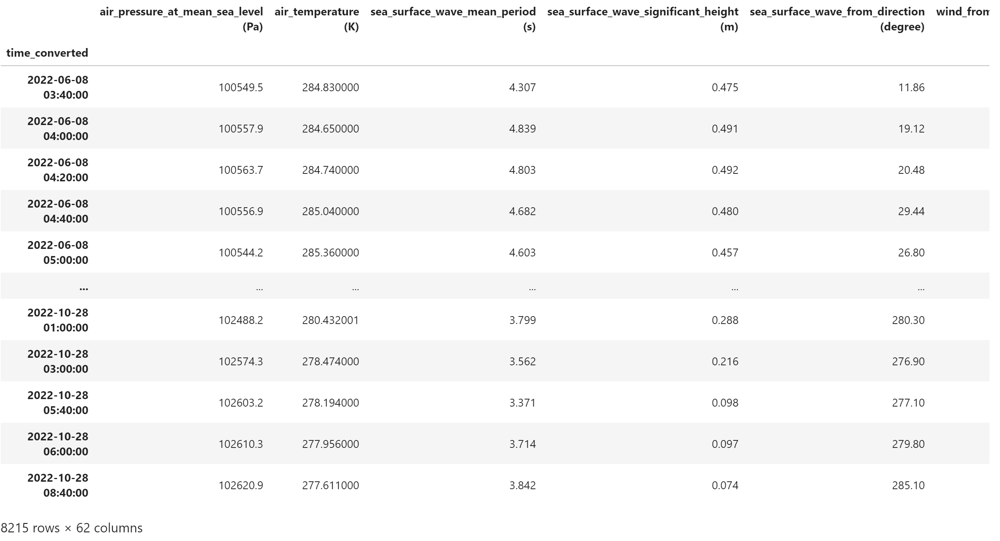 air_pressure_at_mean_sea_level air_temperature sea_surface_wave_mean_period sea_surface_wave_significant_height sea_surface_wave_from_direction wind_from
(Pa) (K) (s) (m) (degree)
time_converted
2022-06-08
03:40:00 100549.5 284.830000 4.307 0.475 11.86
2022-06-08
04:00:00 100557.9 284.650000 4.839 0.491 19.12
2022-06-08
04:20:00 100563.7 284.740000 4.803 0.492 20.48
2022-06-08
04:40:00 100556.9 285.040000 4.682 0.480 29.44
2022-06-08
05:00:00 100544.2 285.360000 4.603 0.457 26.80
... ... ... ... ... ...
2022-10-28
01:00:00 102488.2 280.432001 3.799 0.288 280.30
2022-10-28
03:00:00 102574.3 278.474000 3.562 0.216 276.90
2022-10-28
05:40:00 102603.2 278.194000 3.371 0.098 277.10
2022-10-28
06:00:00 102610.3 277.956000 3.714 0.097 279.80
2022-10-28
08:40:00 102620.9 277.611000 3.842 0.074 285.10
8215 rows × 62 columns